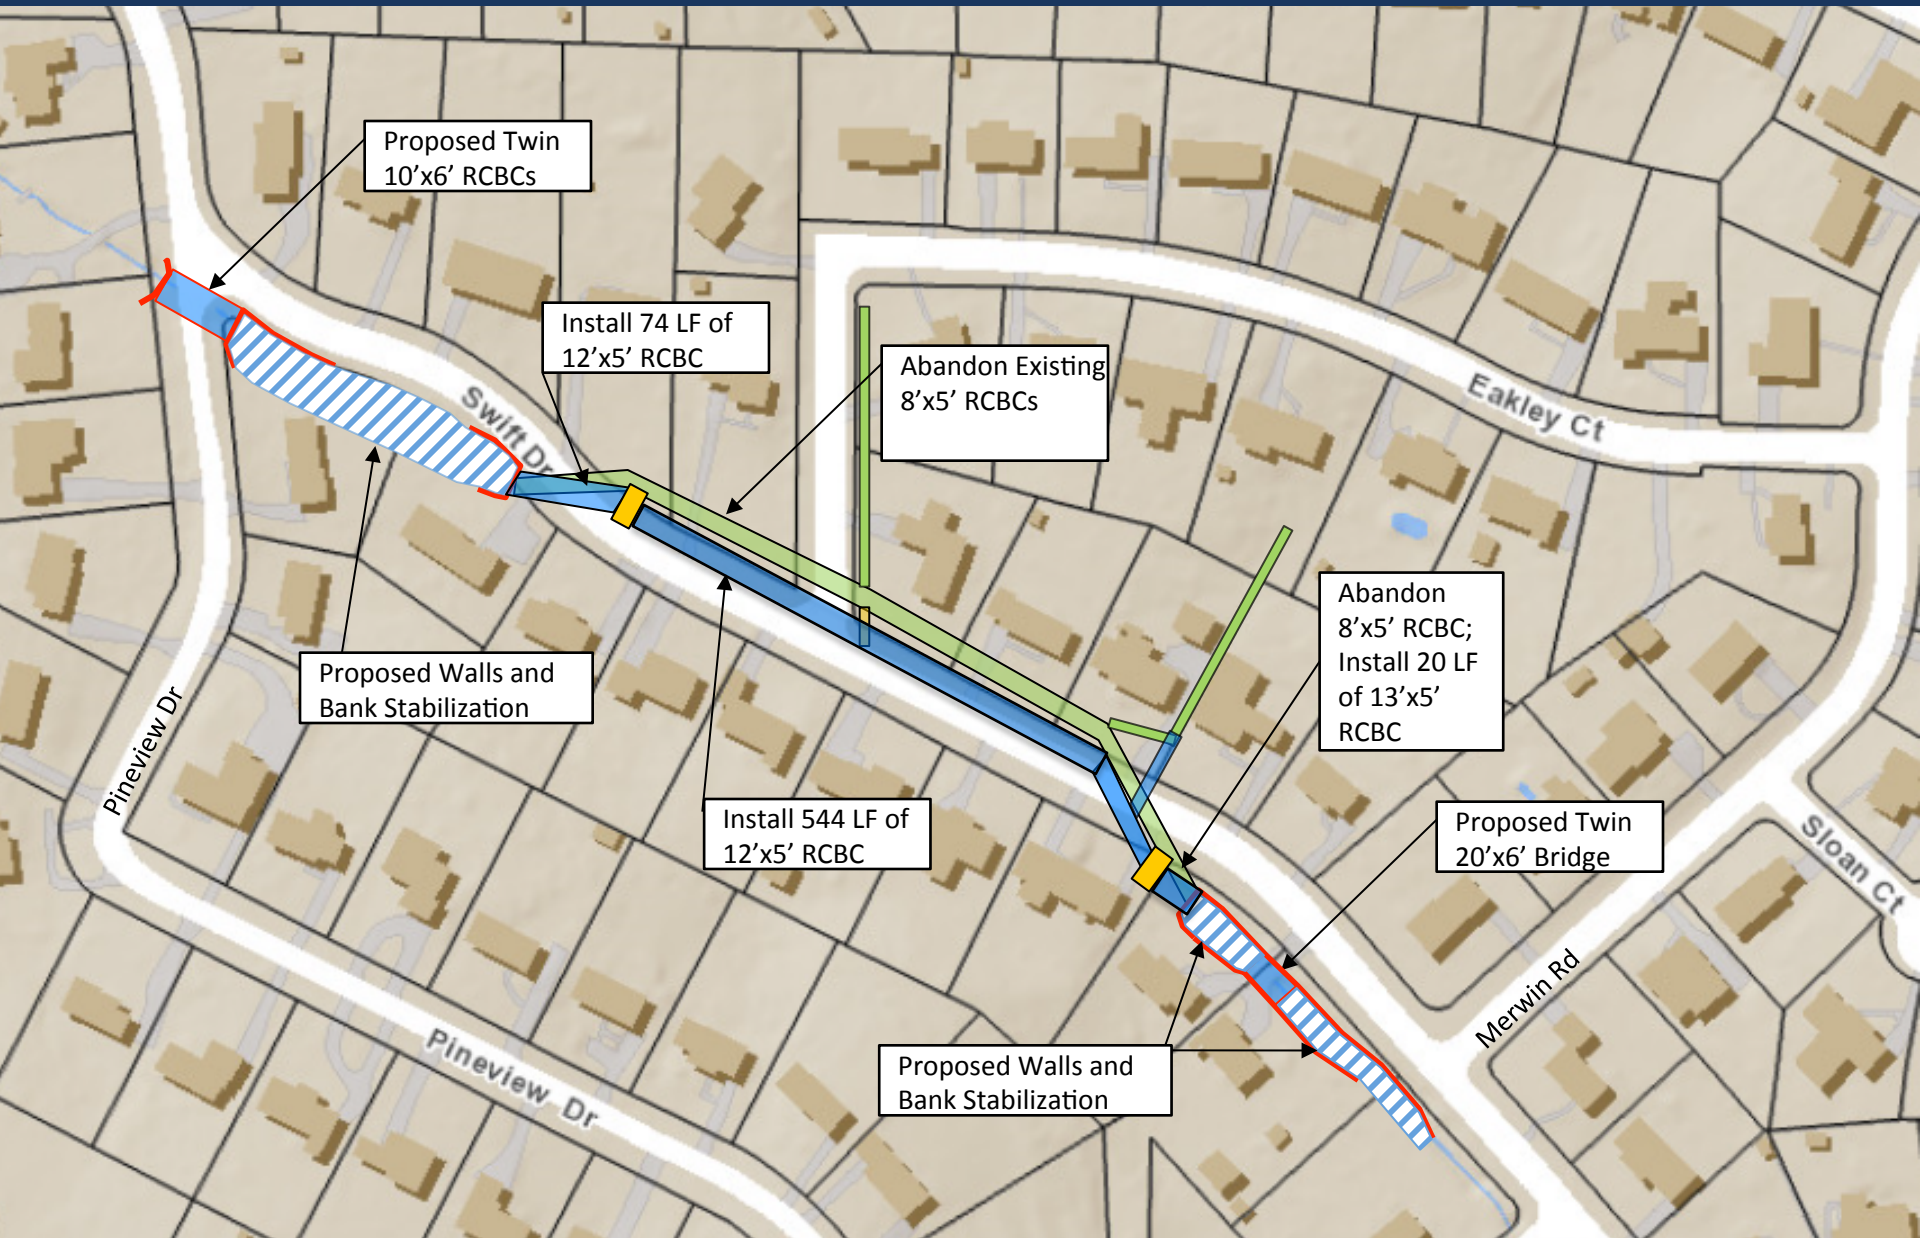 Proposed Twin
10’x6’ RCBCs
Install 74 LF of
12’x5’ RCBC
Abandon Existing
8’x5’ RCBCs
Swift Dr
Eakley Ct
Abandon
8’x5’ RCBC;
Install 20 LF
of 13’x5’
RCBC
Proposed Walls and
Bank Stabilization
Pineview Dr
Install 544 LF of
12’x5’ RCBC
Proposed Twin
20’x6’ Bridge
Sloan Ct
Merwin Rd
Pineview Dr
Proposed Walls and
Bank Stabilization